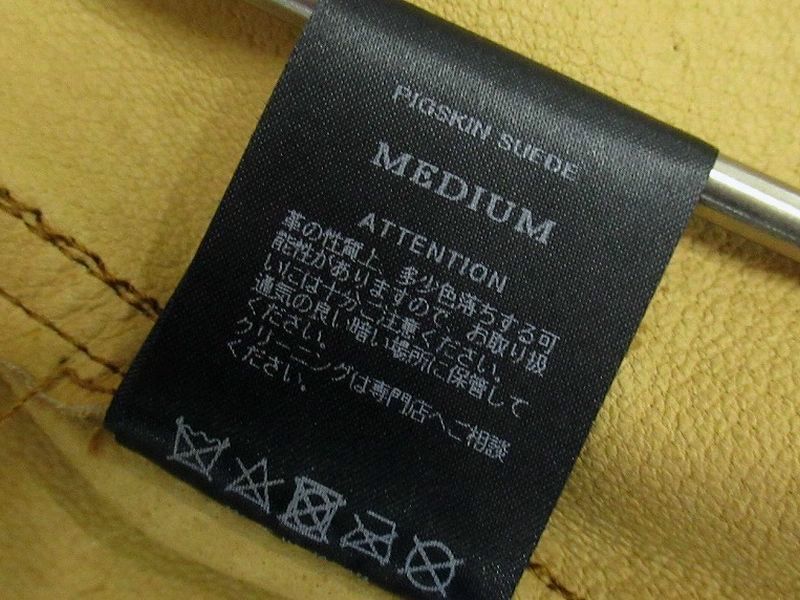 PIGSKIN SUEDE
MEDIUM
ATTENTION
革の性質上、多少色落ちする可
能性がありますので、お取り扱
いには十分ご注意ください。
通気の良い暗い場所に保管して
ください。
クリーニングは専門店へご相談
ください。